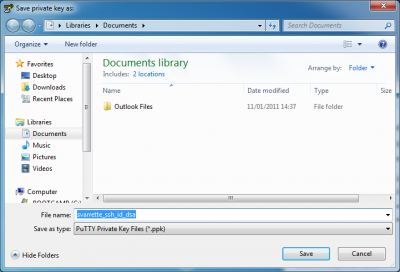 Save private key as:
Libraries Documents
Search Documents
Organize New folder
Favorites
Desktop
Downloads
Recent Places
Libraries
Documents
Music
Pictures
Videos
Computer
Documents library
Includes: 2 locations
Arrange by: Folder
Name Date modified Type Size
Outlook Files 11/01/2011 14:37 File folder
File name: svarrette_ssh_id_dsa
Save as type: PuTTY Private Key Files (*.ppk)
Hide Folders
Save Cancel